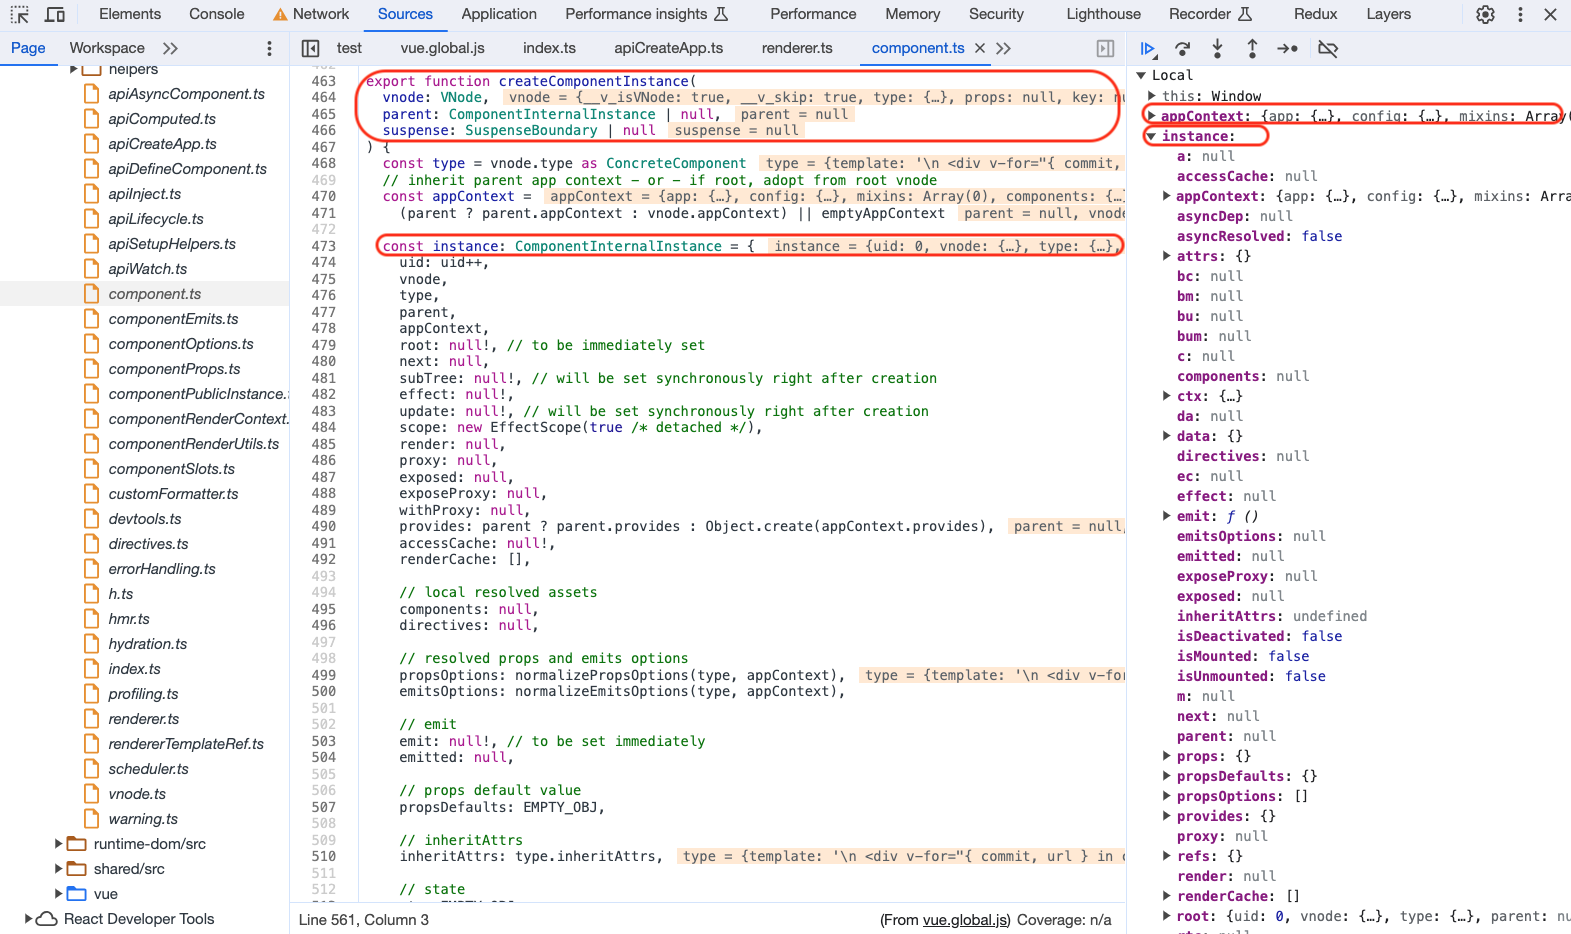 Elements Console Network Sources Application Performance insights Performance Memory Security Lighthouse Recorder Redux Layers
Page Workspace
test vue.global.js index.ts apiCreateApp.ts renderer.ts component.ts
helpers
apiAsyncComponent.ts
apiComputed.ts
apiCreateApp.ts
apiDefineComponent.ts
apiInject.ts
apiLifecycle.ts
apiSetupHelpers.ts
apiWatch.ts
component.ts
componentEmits.ts
componentOptions.ts
componentProps.ts
componentPublicInstance.
componentRenderContext.
componentRenderUtils.ts
componentSlots.ts
customFormatter.ts
devtools.ts
directives.ts
errorHandling.ts
h.ts
hmr.ts
hydration.ts
index.ts
profiling.ts
renderer.ts
rendererTemplateRef.ts
scheduler.ts
vnode.ts
warning.ts
runtime-dom/src
shared/src
vue
React Developer Tools
462
463 export function createComponentInstance(
464 vnode: VNode, vnode = {__v_isVNode: true, __v_skip: true, type: {…}, props: null, key: nu
465 parent: ComponentInternalInstance | null, parent = null
466 suspense: SuspenseBoundary | null suspense = null
467 ) {
468 const type = vnode.type as ConcreteComponent type = {template: '\n <div v-for="{ commit,
469 // inherit parent app context - or - if root, adopt from root vnode
470 const appContext = appContext = {app: {…}, config: {…}, mixins: Array(0), components: {…
471 (parent ? parent.appContext : vnode.appContext) || emptyAppContext parent = null, vnode
472
473 const instance: ComponentInternalInstance = { instance = {uid: 0, vnode: {…}, type: {…},
474 uid: uid++,
475 vnode,
476 type,
477 parent,
478 appContext,
479 root: null!, // to be immediately set
480 next: null,
481 subTree: null!, // will be set synchronously right after creation
482 effect: null!,
483 update: null!, // will be set synchronously right after creation
484 scope: new EffectScope(true /* detached */),
485 render: null,
486 proxy: null,
487 exposed: null,
488 exposeProxy: null,
489 withProxy: null,
490 provides: parent ? parent.provides : Object.create(appContext.provides), parent = null,
491 accessCache: null!,
492 renderCache: [],
493
494 // local resolved assets
495 components: null,
496 directives: null,
497
498 // resolved props and emits options
499 propsOptions: normalizePropsOptions(type, appContext), type = {template: '\n <div v-for
500 emitsOptions: normalizeEmitsOptions(type, appContext),
501
502 // emit
503 emit: null!, // to be set immediately
504 emitted: null,
505
506 // props default value
507 propsDefaults: EMPTY_OBJ,
508
509 // inheritAttrs
510 inheritAttrs: type.inheritAttrs, type = {template: '\n <div v-for="{ commit, url } in c
511
512 // state
Line 561, Column 3 (From vue.global.js) Coverage: n/a
Local
this: Window
appContext: {app: {…}, config: {…}, mixins: Array(
instance:
a: null
accessCache: null
appContext: {app: {…}, config: {…}, mixins: Arra
asyncDep: null
asyncResolved: false
attrs: {}
bc: null
bm: null
bu: null
bum: null
c: null
components: null
ctx: {…}
da: null
data: {}
directives: null
ec: null
effect: null
emit: ƒ ()
emitsOptions: null
emitted: null
exposeProxy: null
exposed: null
inheritAttrs: undefined
isDeactivated: false
isMounted: false
isUnmounted: false
m: null
next: null
parent: null
props: {}
propsDefaults: {}
propsOptions: []
provides: {}
proxy: null
refs: {}
render: null
renderCache: []
root: {uid: 0, vnode: {…}, type: {…}, parent: nu